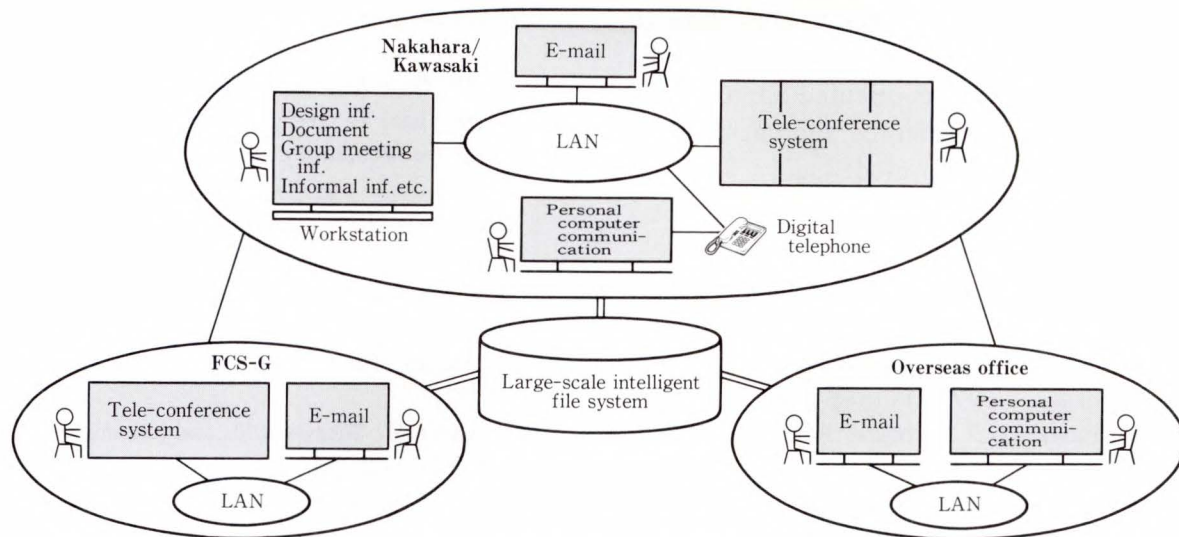 Nakahara/
Kawasaki
E-mail
Design inf.
Document
Group meeting
inf.
Informal inf. etc.
Workstation
LAN
Tele-conference
system
Personal
computer
communi-
cation
Digital
telephone
FCS-G
Tele-conference
system
E-mail
LAN
Large-scale intelligent
file system
Overseas office
E-mail
Personal
computer
communi-
cation
LAN